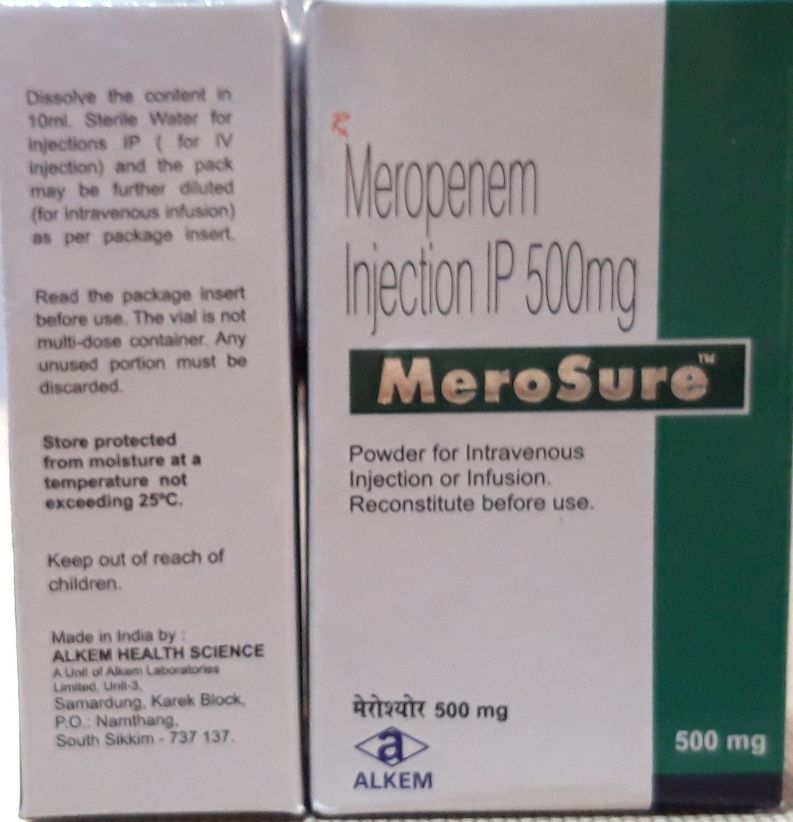 Dissolve the content in
10ml. Sterile Water for
injections IP ( for IV
injection) and the pack
may be further diluted
(for intravenous infusion)
as per package insert.
Read the package insert
before use. The vial is not
multi-dose container. Any
unused portion must be
discarded.
Store protected
from moisture at a
temperature not
exceeding 25°C.
Keep out of reach of
children.
Made in India by :
ALKEM HEALTH SCIENCE
A Unit of Alkem Laboratories
Limited, Unit-3,
Samardung, Karek Block,
P.O.: Namthang,
South Sikkim - 737 137.
Rx
Meropenem
Injection IP 500mg
MeroSure™
Powder for Intravenous
Injection or Infusion.
Reconstitute before use.
मेरोश्योर 500 mg
a
ALKEM
500 mg